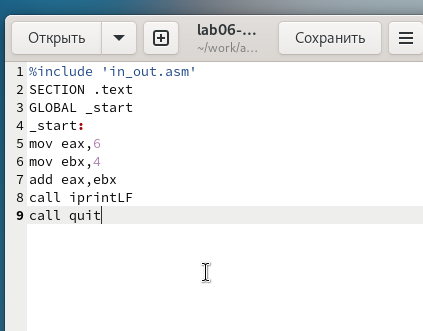 Открыть
lab06-...
~/work/a...
Сохранить
1 %include 'in_out.asm'
2 SECTION .text
3 GLOBAL _start
4 _start:
5 mov eax,6
6 mov ebx,4
7 add eax,ebx
8 call iprintLF
9 call quit